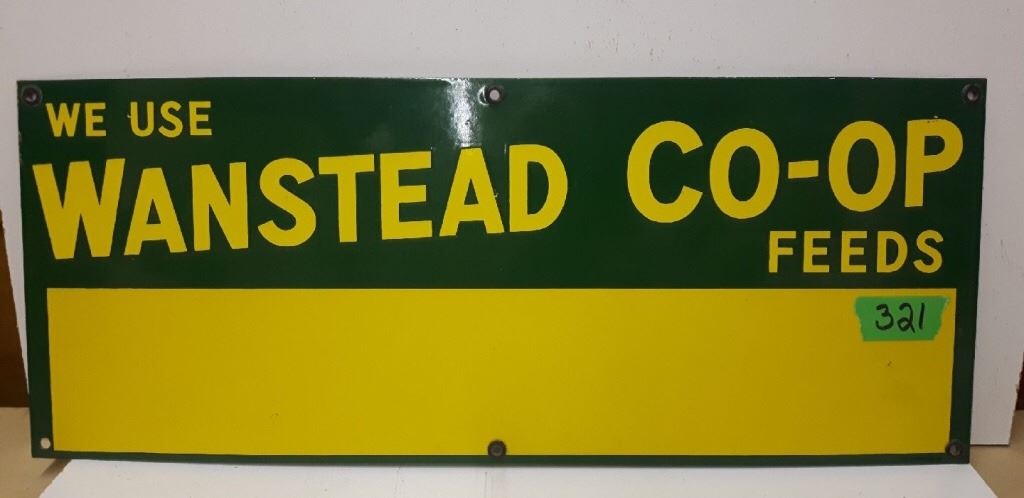 WE USE
WANSTEAD CO-OP
FEEDS
321